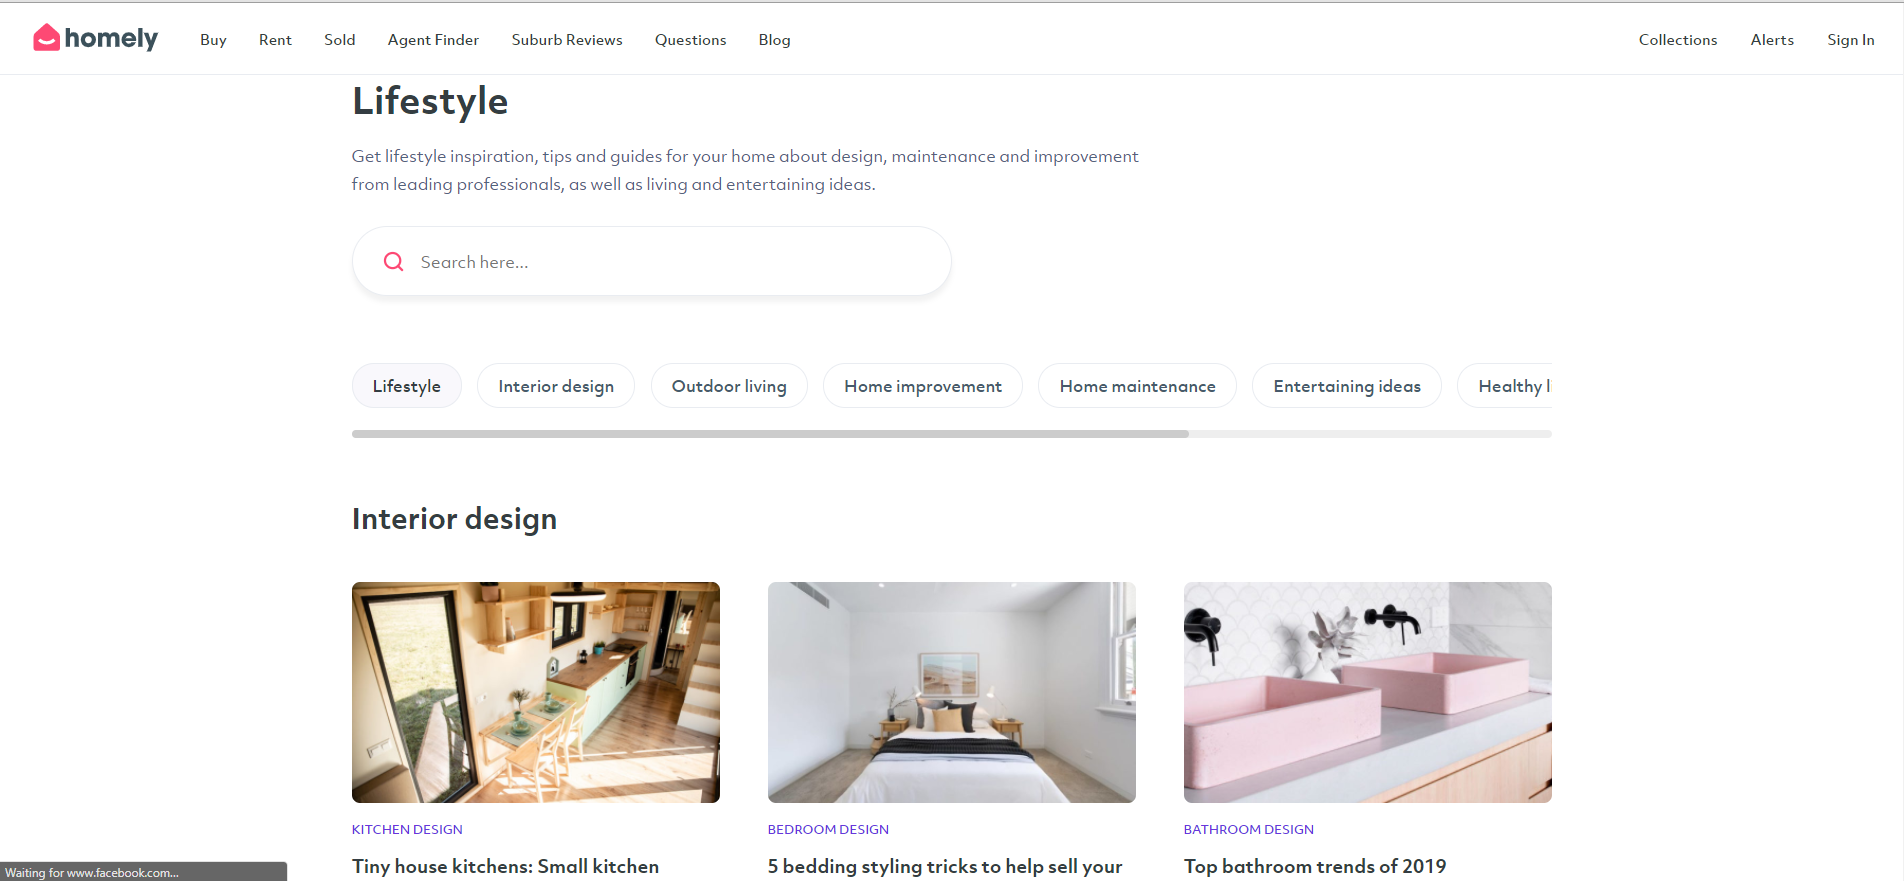 homely
Buy
Rent
Sold
Agent Finder
Suburb Reviews
Questions
Blog
Collections
Alerts
Sign In
Lifestyle
Get lifestyle inspiration, tips and guides for your home about design, maintenance and improvement
from leading professionals, as well as living and entertaining ideas.
Search here...
Lifestyle
Interior design
Outdoor living
Home improvement
Home maintenance
Entertaining ideas
Healthy l
Interior design
KITCHEN DESIGN
Tiny house kitchens: Small kitchen
BEDROOM DESIGN
5 bedding styling tricks to help sell your
BATHROOM DESIGN
Top bathroom trends of 2019
Waiting for www.facebook.com...